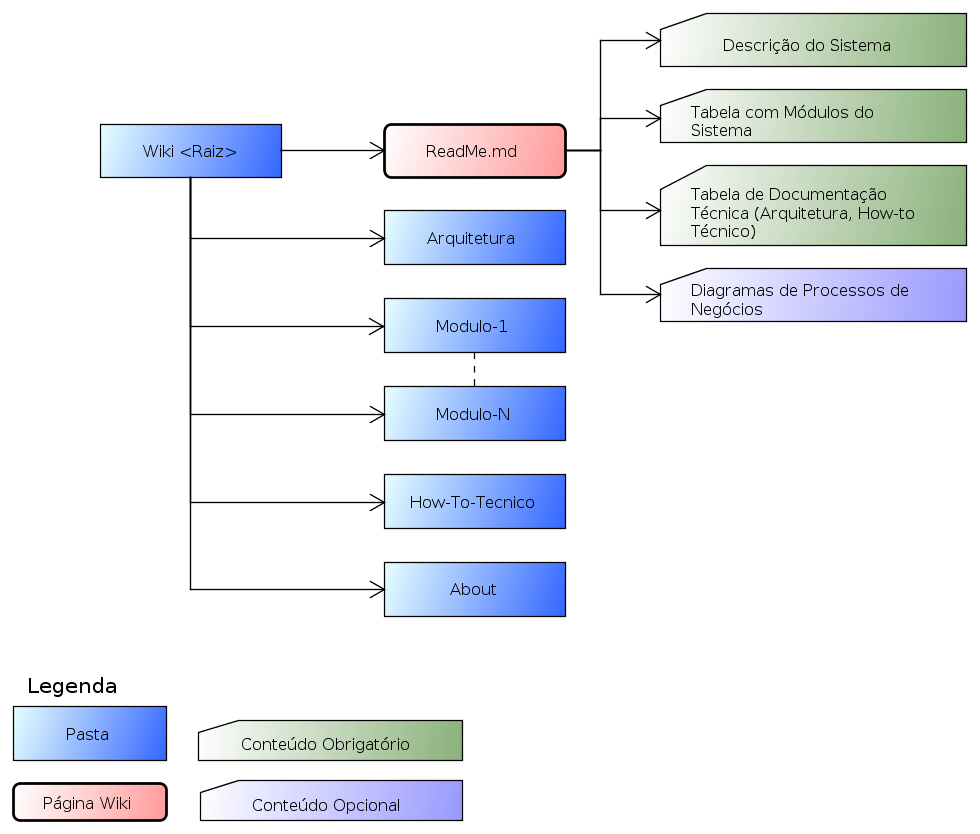 Descrição do Sistema
Tabela com Módulos do
Sistema
Wiki <Raiz>
ReadMe.md
Tabela de Documentação
Técnica (Arquitetura, How-to
Técnico)
Arquitetura
Diagramas de Processos de
Negócios
Modulo-1
Modulo-N
How-To-Tecnico
About
Legenda
Pasta
Conteúdo Obrigatório
Página Wiki
Conteúdo Opcional